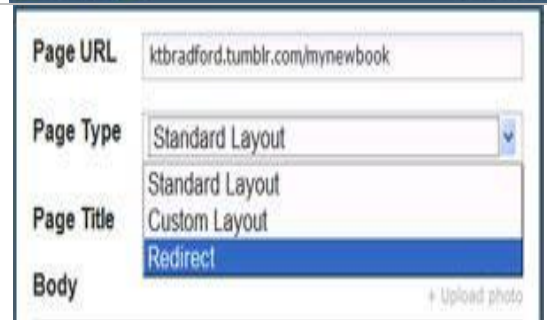 Page URL ktbradford.tumblr.com/mynewbook
Page Type Standard Layout
Standard Layout
Page Title Custom Layout
Redirect
Body
+ Upload photo